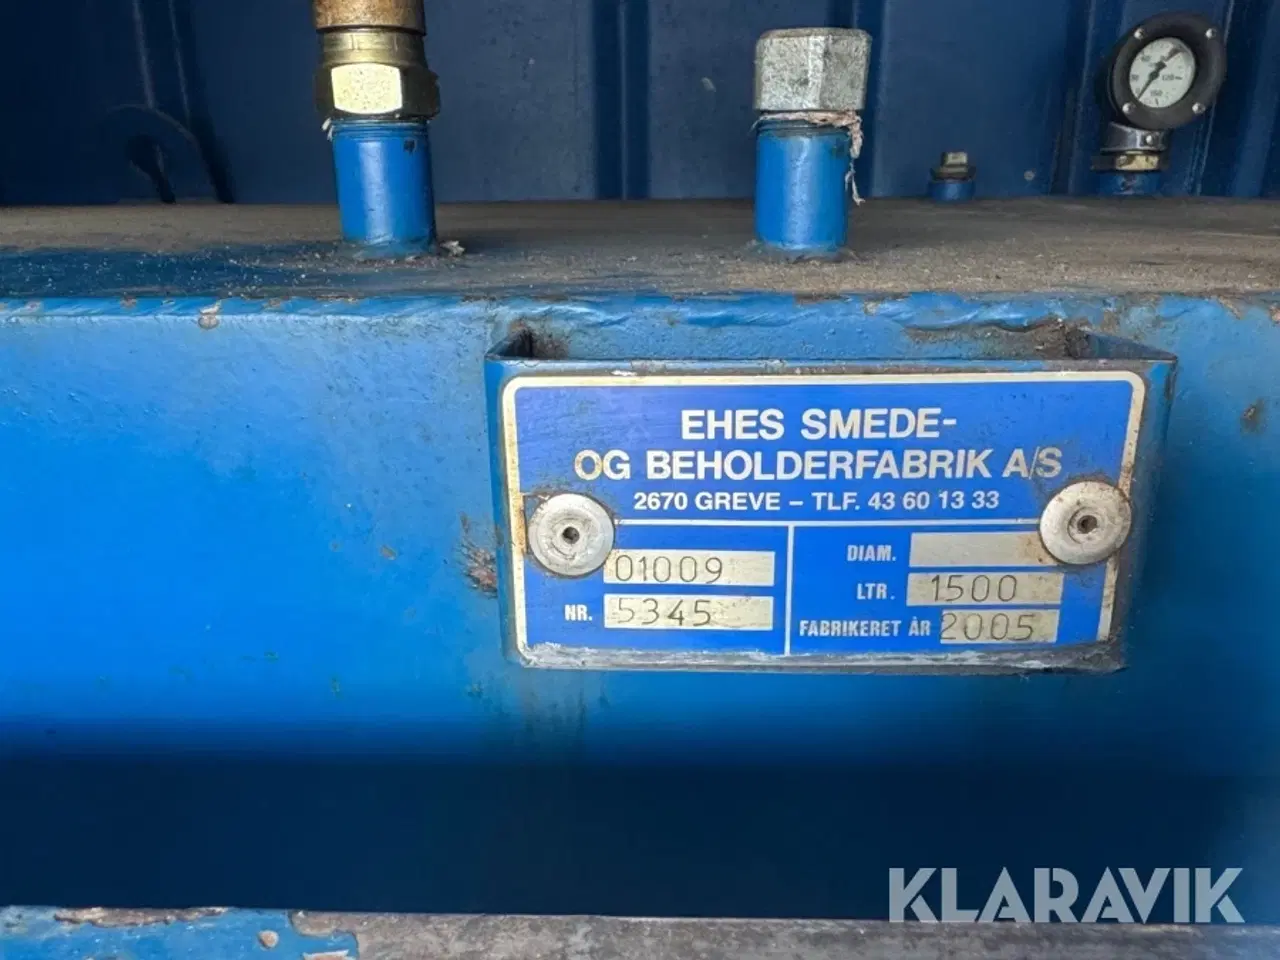 EHES SMEDE-
OG BEHOLDERFABRIK A/S
2670 GREVE – TLF. 43 60 13 33
01009
NR. 5345
DIAM.
LTR. 1500
FABRIKERET ÅR 2005
KLARAVIK